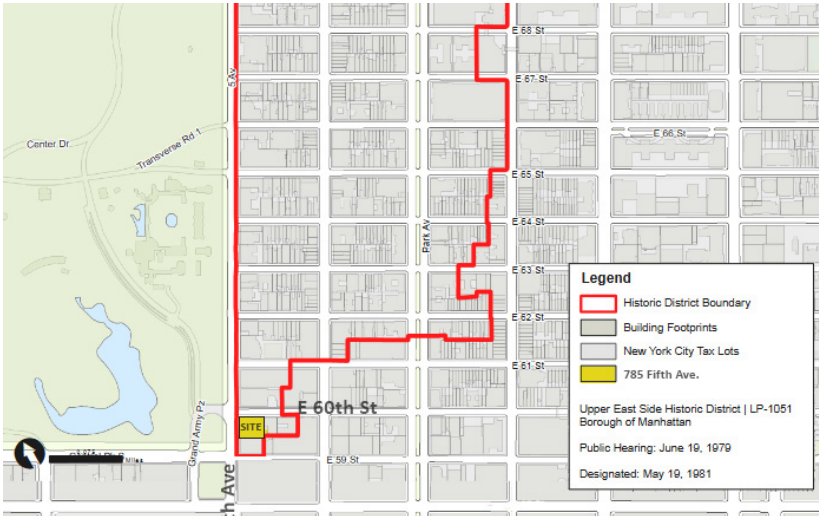 E 68 St
5 Av
E 67 St
Center Dr.
Transverse Rd 1
E 66 St
E 65 St
E 64 St
Park Av
E 63 St
Legend
Historic District Boundary
E 62 St
Building Footprints
New York City Tax Lots
E 61 St
785 Fifth Ave.
E 60th St
Upper East Side Historic District | LP-1051
Borough of Manhattan
Grand Army Pz
SITE
Public Hearing: June 19, 1979
E 59 St
Designated: May 19, 1981
h Ave